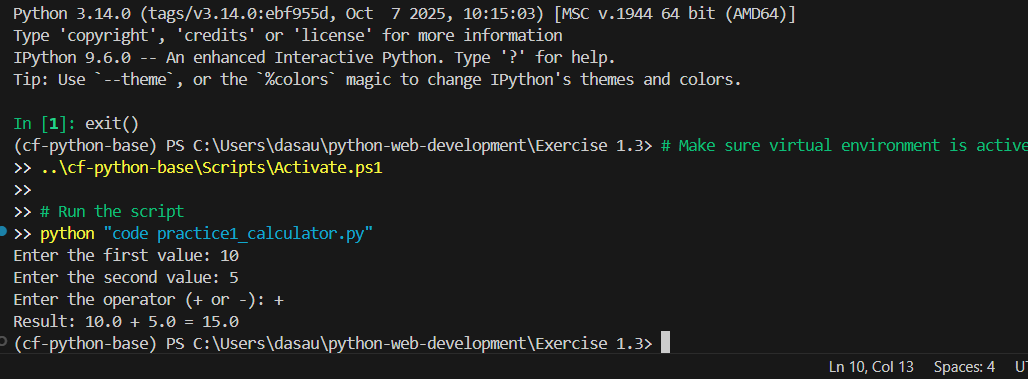 Python 3.14.0 (tags/v3.14.0:ebf955d, Oct  7 2025, 10:15:03) [MSC v.1944 64 bit (AMD64)]
Type 'copyright', 'credits' or 'license' for more information
IPython 9.6.0 -- An enhanced Interactive Python. Type '?' for help.
Tip: Use `--theme`, or the `%colors` magic to change IPython's themes and colors.
In [1]: exit()
(cf-python-base) PS C:\Users\dasau\python-web-development\Exercise 1.3> # Make sure virtual environment is active
>> ..\cf-python-base\Scripts\Activate.ps1
>>
>> # Run the script
>> python "code practice1_calculator.py"
Enter the first value: 10
Enter the second value: 5
Enter the operator (+ or -): +
Result: 10.0 + 5.0 = 15.0
(cf-python-base) PS C:\Users\dasau\python-web-development\Exercise 1.3>
Ln 10, Col 13 Spaces: 4